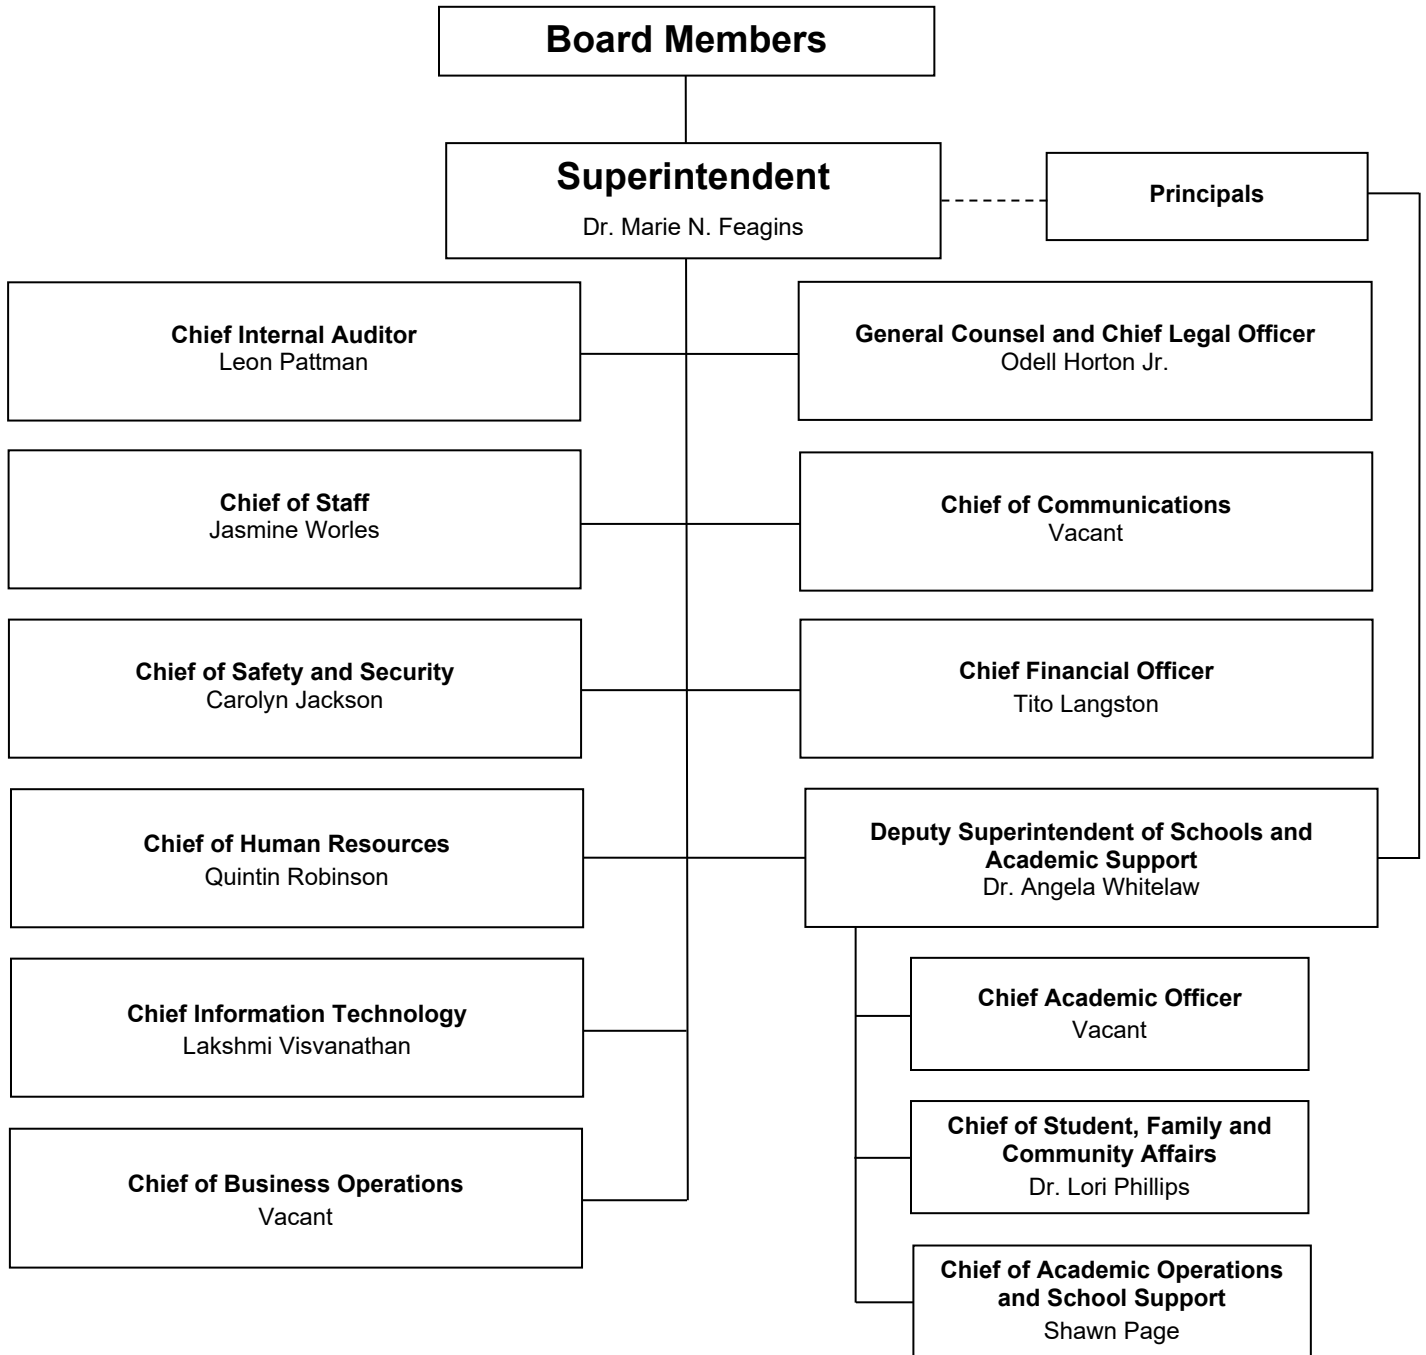 Board Members
Superintendent
Dr. Marie N. Feagins
Principals
Chief Internal Auditor
Leon Pattman
General Counsel and Chief Legal Officer
Odell Horton Jr.
Chief of Staff
Jasmine Worles
Chief of Communications
Vacant
Chief of Safety and Security
Carolyn Jackson
Chief Financial Officer
Tito Langston
Chief of Human Resources
Quintin Robinson
Deputy Superintendent of Schools and
Academic Support
Dr. Angela Whitelaw
Chief Information Technology
Lakshmi Visvanathan
Chief Academic Officer
Vacant
Chief of Business Operations
Vacant
Chief of Student, Family and
Community Affairs
Dr. Lori Phillips
Chief of Academic Operations
and School Support
Shawn Page